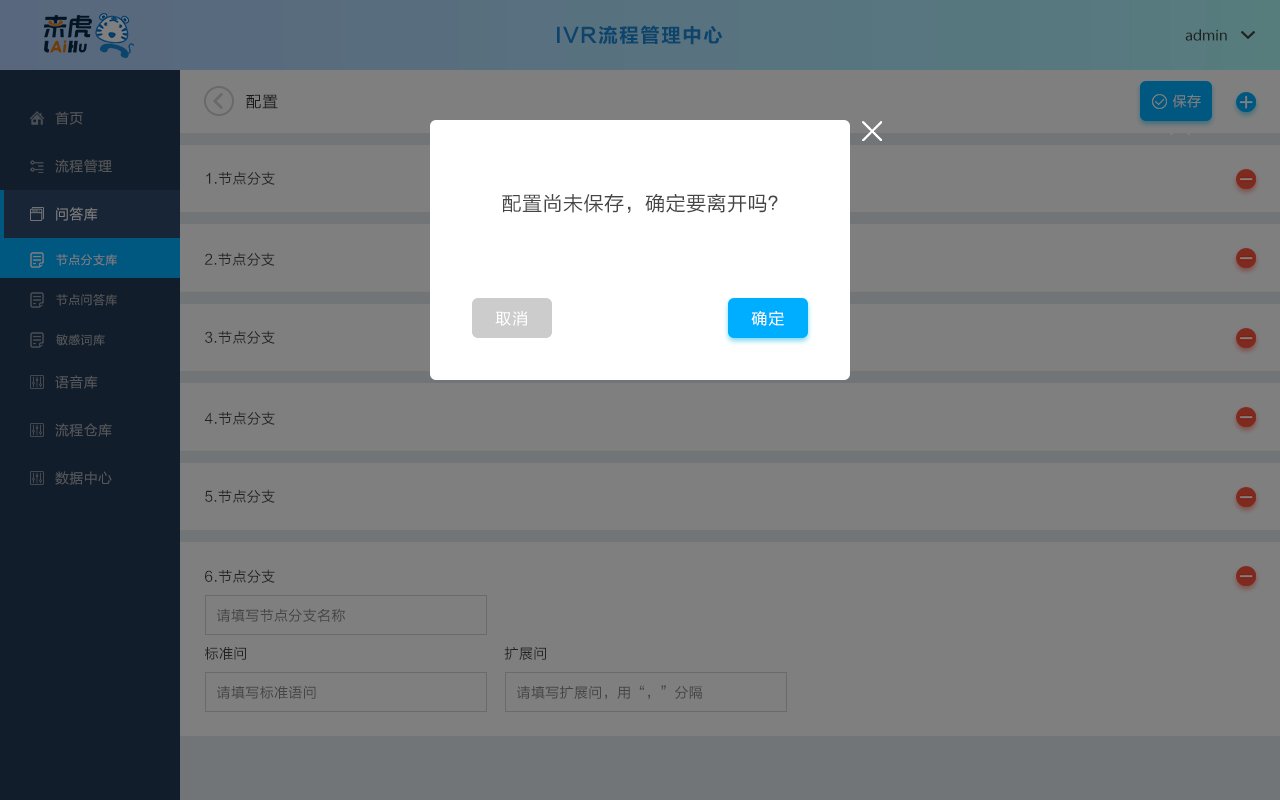 来虎
LAiHu
IVR流程管理中心
admin
首页
流程管理
问答库
节点分支库
节点问答库
敏感词库
语音库
流程仓库
数据中心
配置
保存
1.节点分支
2.节点分支
3.节点分支
4.节点分支
5.节点分支
6.节点分支
请填写节点分支名称
标准问
扩展问
请填写标准语问
请填写扩展问，用“，”分隔
配置尚未保存，确定要离开吗？
取消
确定